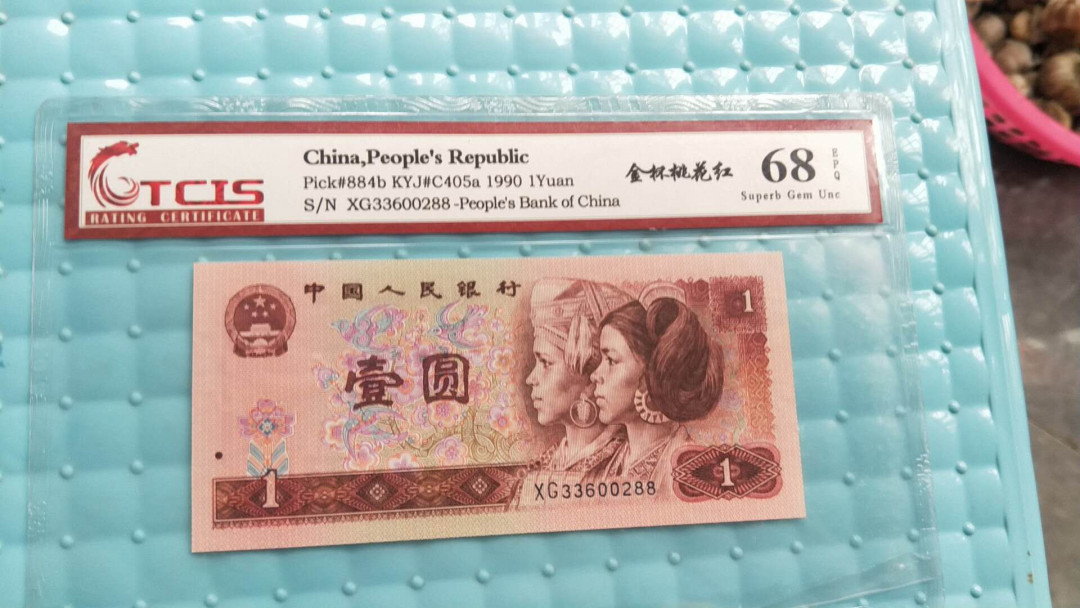 TCIS
RATING CERTIFICATE
China,People's Republic
Pick#884b KYJ#C405a 1990 1Yuan
S/N XG33600288-People's Bank of China
金杯桃花红
68
EPQ
Superb Gem Unc
中国人民银行
1
壹圆
1
XG33600288
1